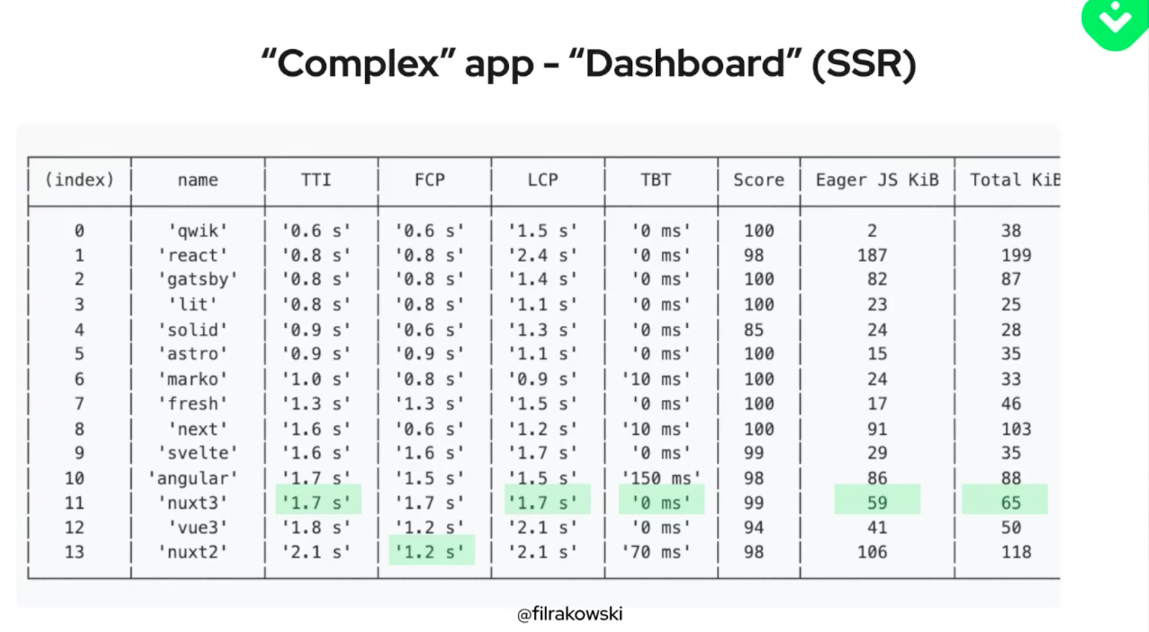 “Complex” app - “Dashboard” (SSR)
(index) name TTI FCP LCP TBT Score Eager JS KiB Total KiB
0 'qwik' '0.6 s' '0.6 s' '1.5 s' '0 ms' 100 2 38
1 'react' '0.8 s' '0.8 s' '2.4 s' '0 ms' 98 187 199
2 'gatsby' '0.8 s' '0.8 s' '1.4 s' '0 ms' 100 82 87
3 'lit' '0.8 s' '0.8 s' '1.1 s' '0 ms' 100 23 25
4 'solid' '0.9 s' '0.6 s' '1.3 s' '0 ms' 85 24 28
5 'astro' '0.9 s' '0.9 s' '1.1 s' '0 ms' 100 15 35
6 'marko' '1.0 s' '0.8 s' '0.9 s' '10 ms' 100 24 33
7 'fresh' '1.3 s' '1.3 s' '1.5 s' '0 ms' 100 17 46
8 'next' '1.6 s' '0.6 s' '1.2 s' '10 ms' 100 91 103
9 'svelte' '1.6 s' '1.6 s' '1.7 s' '0 ms' 99 29 35
10 'angular' '1.7 s' '1.5 s' '1.5 s' '150 ms' 98 86 88
11 'nuxt3' '1.7 s' '1.7 s' '1.7 s' '0 ms' 99 59 65
12 'vue3' '1.8 s' '1.2 s' '2.1 s' '0 ms' 94 41 50
13 'nuxt2' '2.1 s' '1.2 s' '2.1 s' '70 ms' 98 106 118
@filrakowski